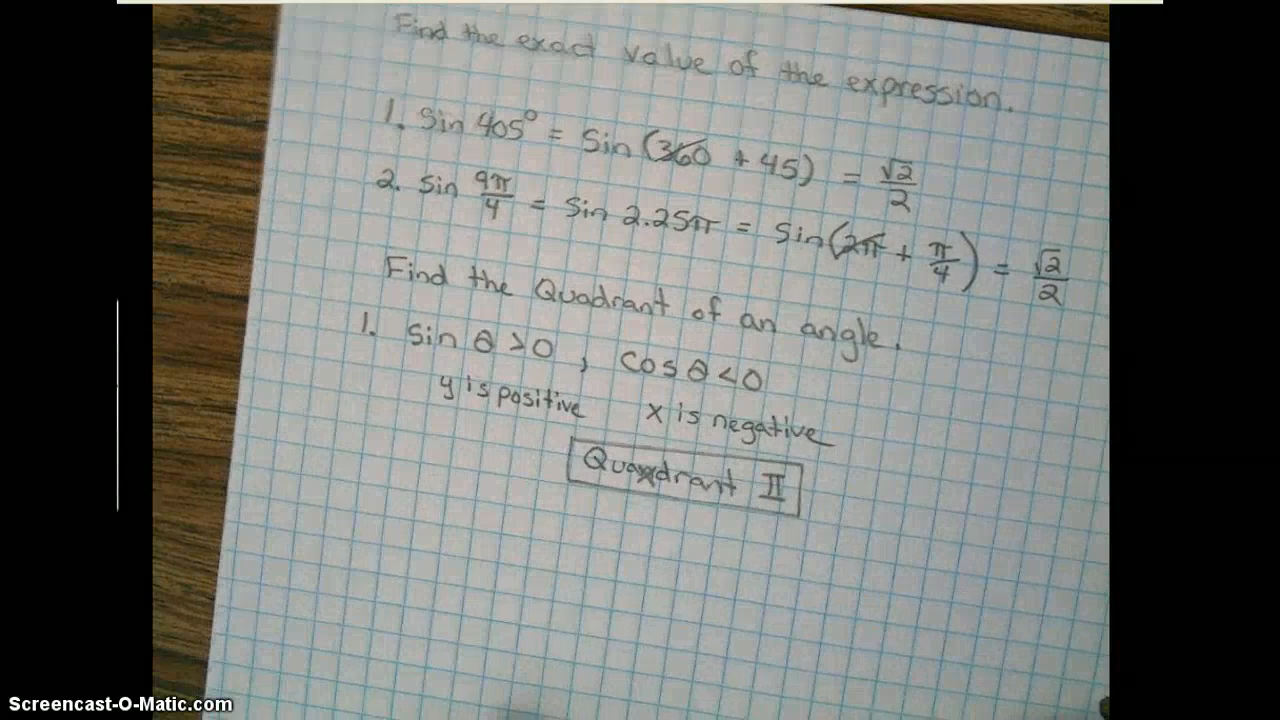 Find the exact value of the expression.
1. Sin 405° = Sin (360 + 45) = √2/2
2. Sin 9π/4 = Sin 2.25π = Sin (2π + π/4) = √2/2
Find the Quadrant of an angle.
1. Sin θ > 0 , Cos θ < 0
y is positive x is negative
Quadrant II
Screencast-O-Matic.com